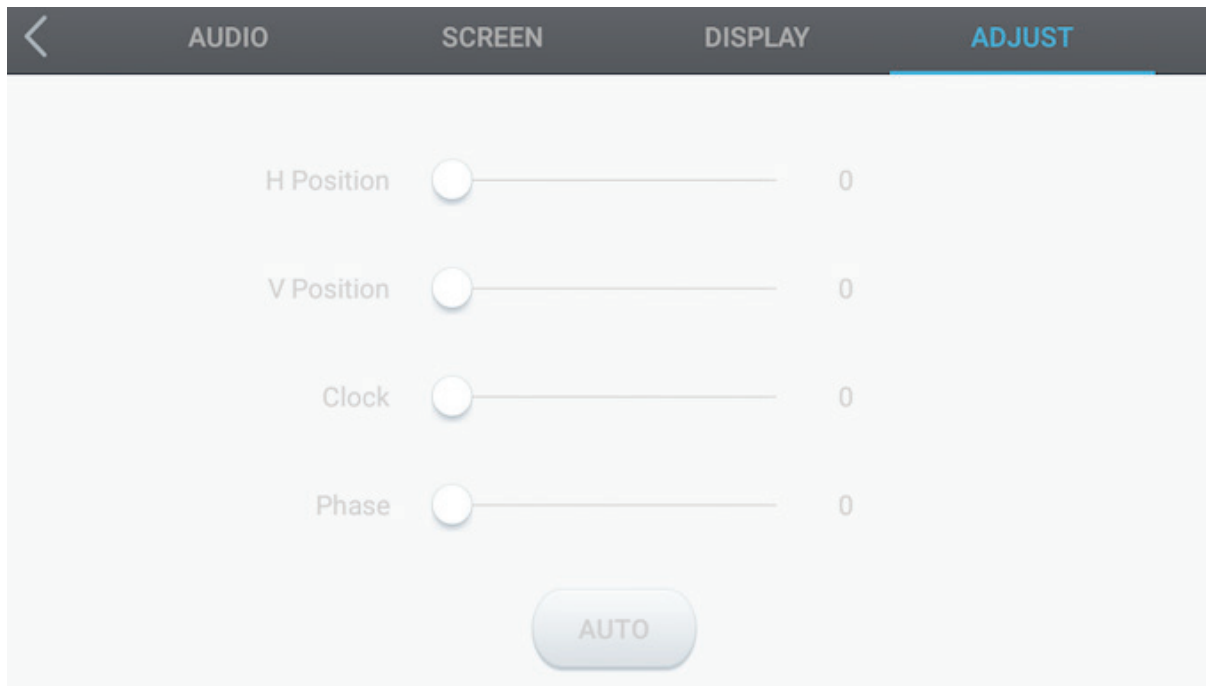 AUDIO SCREEN DISPLAY ADJUST
H Position 0
V Position 0
Clock 0
Phase 0
AUTO